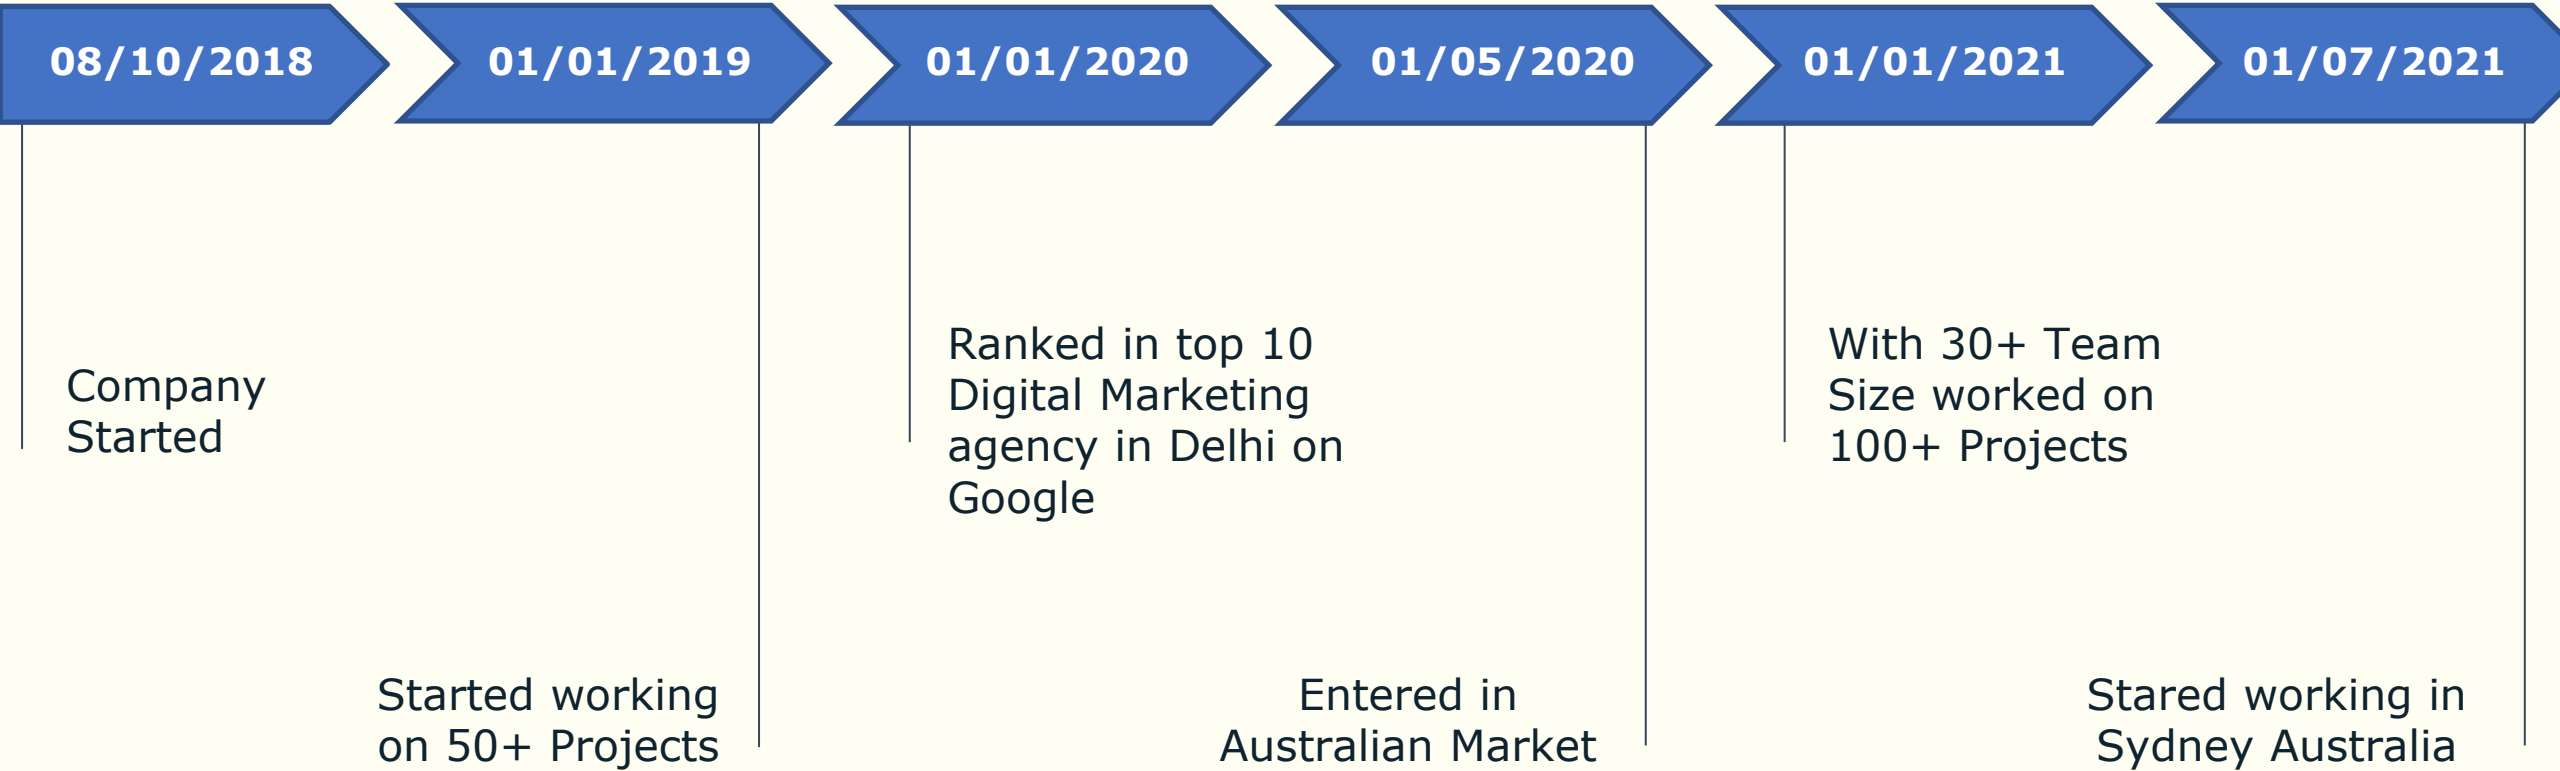 08/10/2018
01/01/2019
01/01/2020
01/05/2020
01/01/2021
01/07/2021
Company
Started
Started working
on 50+ Projects
Ranked in top 10
Digital Marketing
agency in Delhi on
Google
Entered in
Australian Market
With 30+ Team
Size worked on
100+ Projects
Stared working in
Sydney Australia